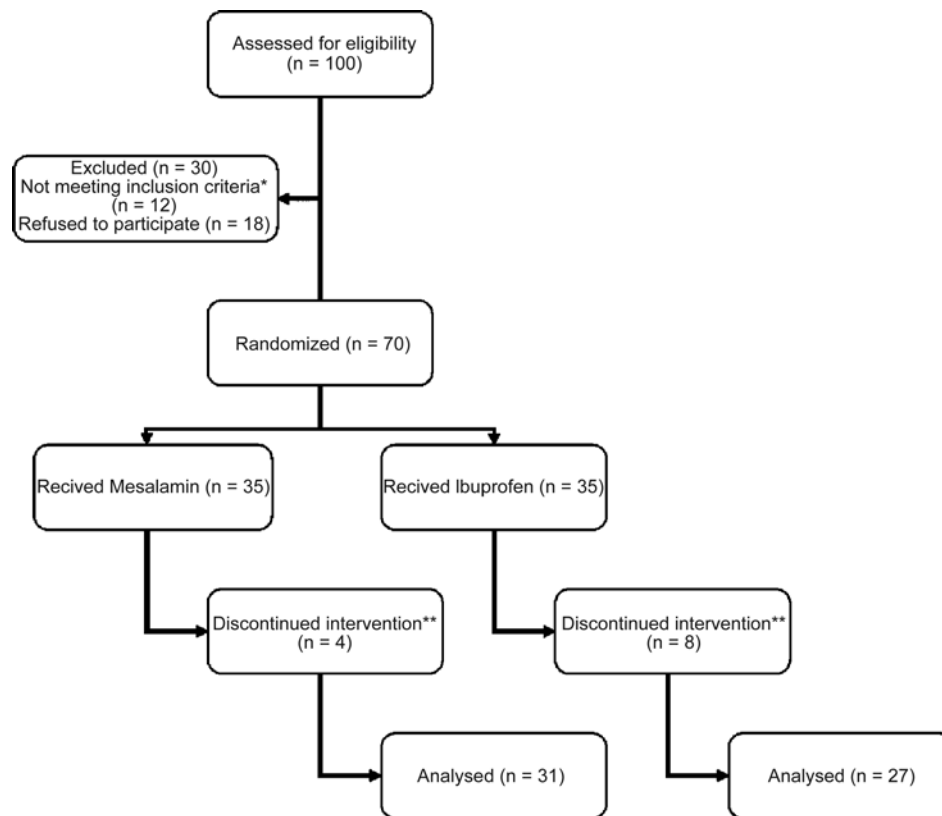 Assessed for eligibility
(n = 100)
Excluded (n = 30)
Not meeting inclusion criteria*
(n = 12)
Refused to participate (n = 18)
Randomized (n = 70)
Recived Mesalamin (n = 35)
Recived Ibuprofen (n = 35)
Discontinued intervention**
(n = 4)
Discontinued intervention**
(n = 8)
Analysed (n = 31)
Analysed (n = 27)